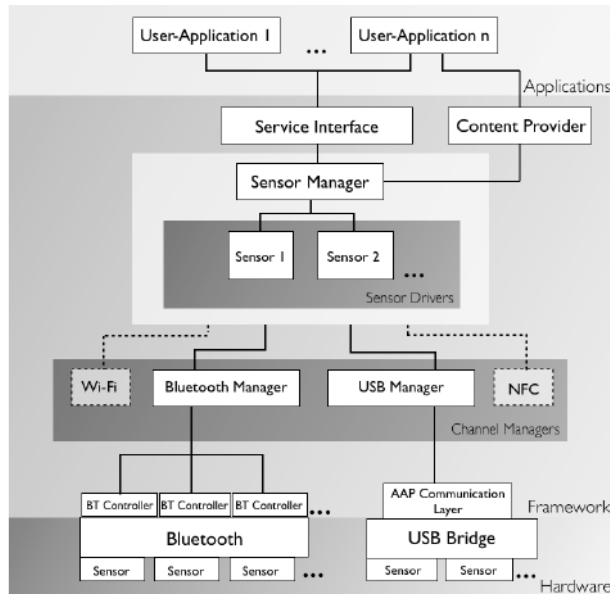 User-Application 1 ... User-Application n
Applications
Service Interface Content Provider
Sensor Manager
Sensor 1 Sensor 2 ...
Sensor Drivers
Wi-Fi Bluetooth Manager USB Manager NFC
Channel Managers
BT Controller BT Controller BT Controller ... AAP Communication
Layer
Framework
Bluetooth USB Bridge
Sensor Sensor Sensor ... Sensor Sensor ...
Hardware